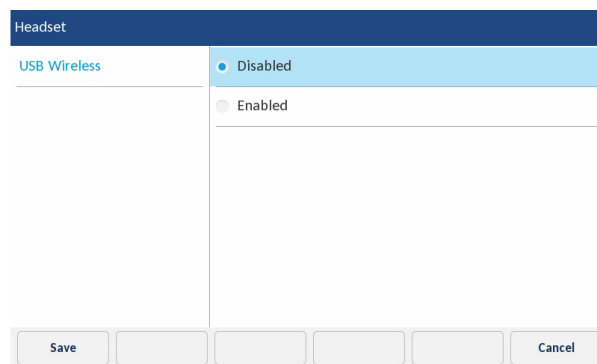 Headset
USB Wireless
Disabled
Enabled
Save
Cancel